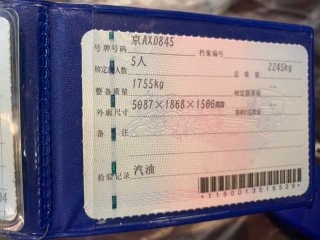 号牌号码 京AX0845 档案编号
核定载人数 5人 总质量 2245kg
整备质量 1755kg 核定载质量
外廓尺寸 5087×1868×1500mm
备注
检验记录 汽油